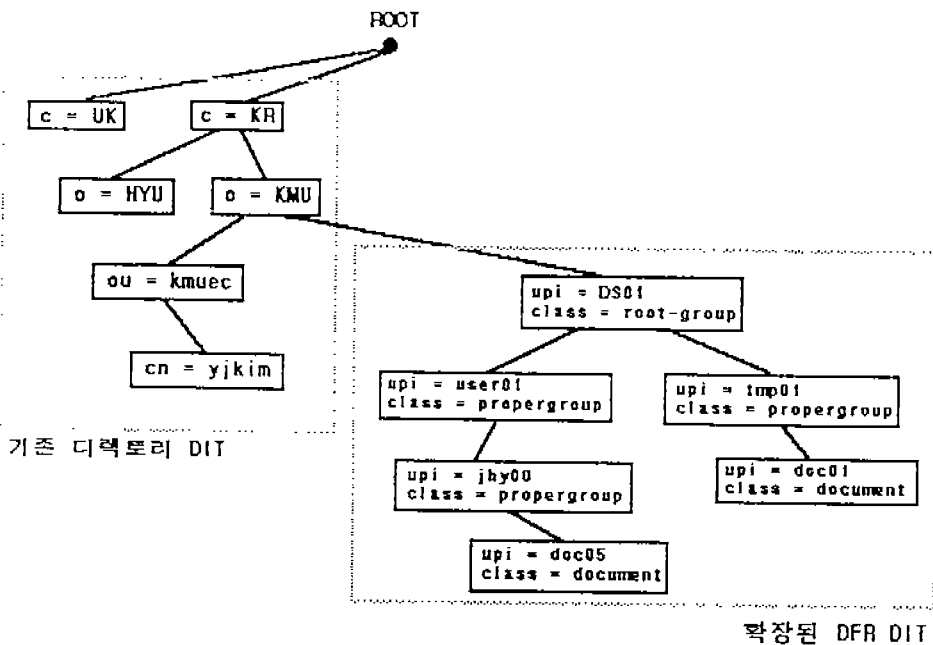 ROOT
c = UK
c = KR
o = HYU
o = KMU
ou = kmuec
cn = yjkim
기존 디렉토리 DIT
upi = DS01
class = root-group
upi = user01
class = propergroup
upi = tmp01
class = propergroup
upi = jhy00
class = propergroup
upi = doc01
class = document
upi = doc05
class = document
확장된 DFR DIT